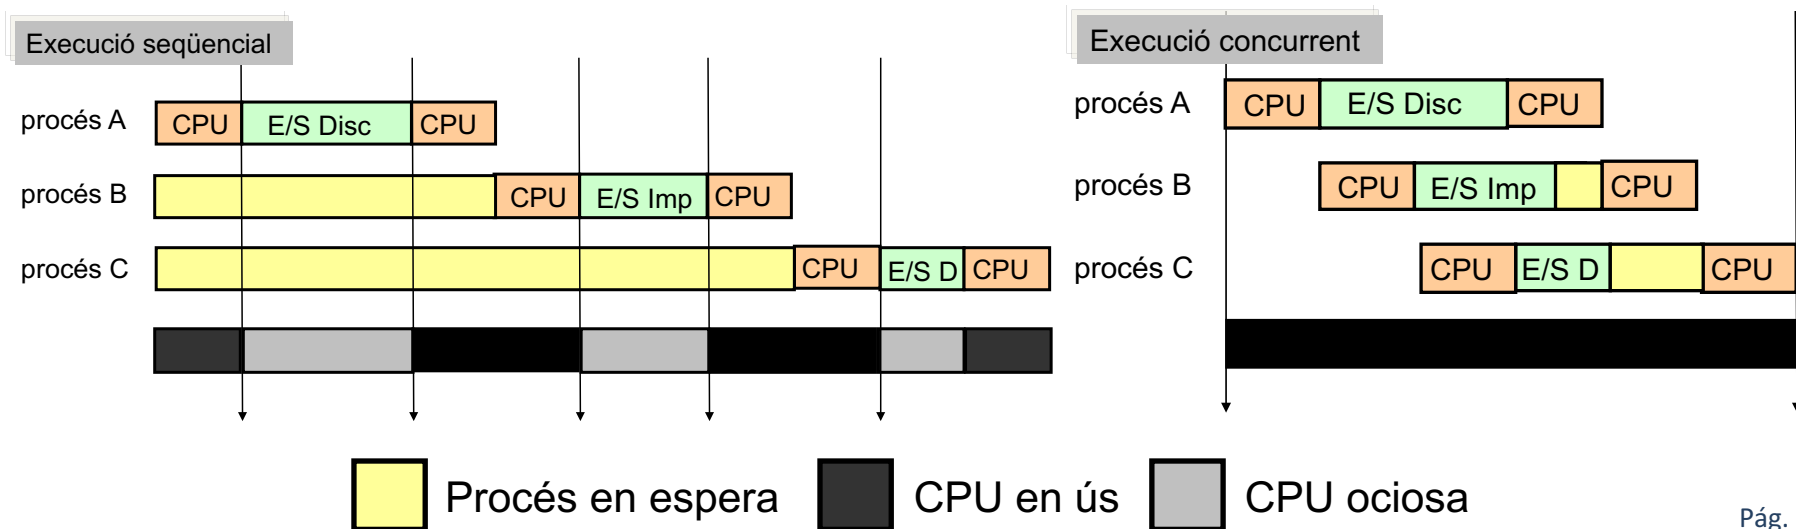 Execució seqüencial
procés A
CPU
E/S Disc
CPU
procés B
CPU
E/S Imp
CPU
procés C
CPU
E/S D
CPU
Execució concurrent
procés A
CPU
E/S Disc
CPU
procés B
CPU
E/S Imp
CPU
procés C
CPU
E/S D
CPU
Procés en espera
CPU en ús
CPU ociosa
Pág.